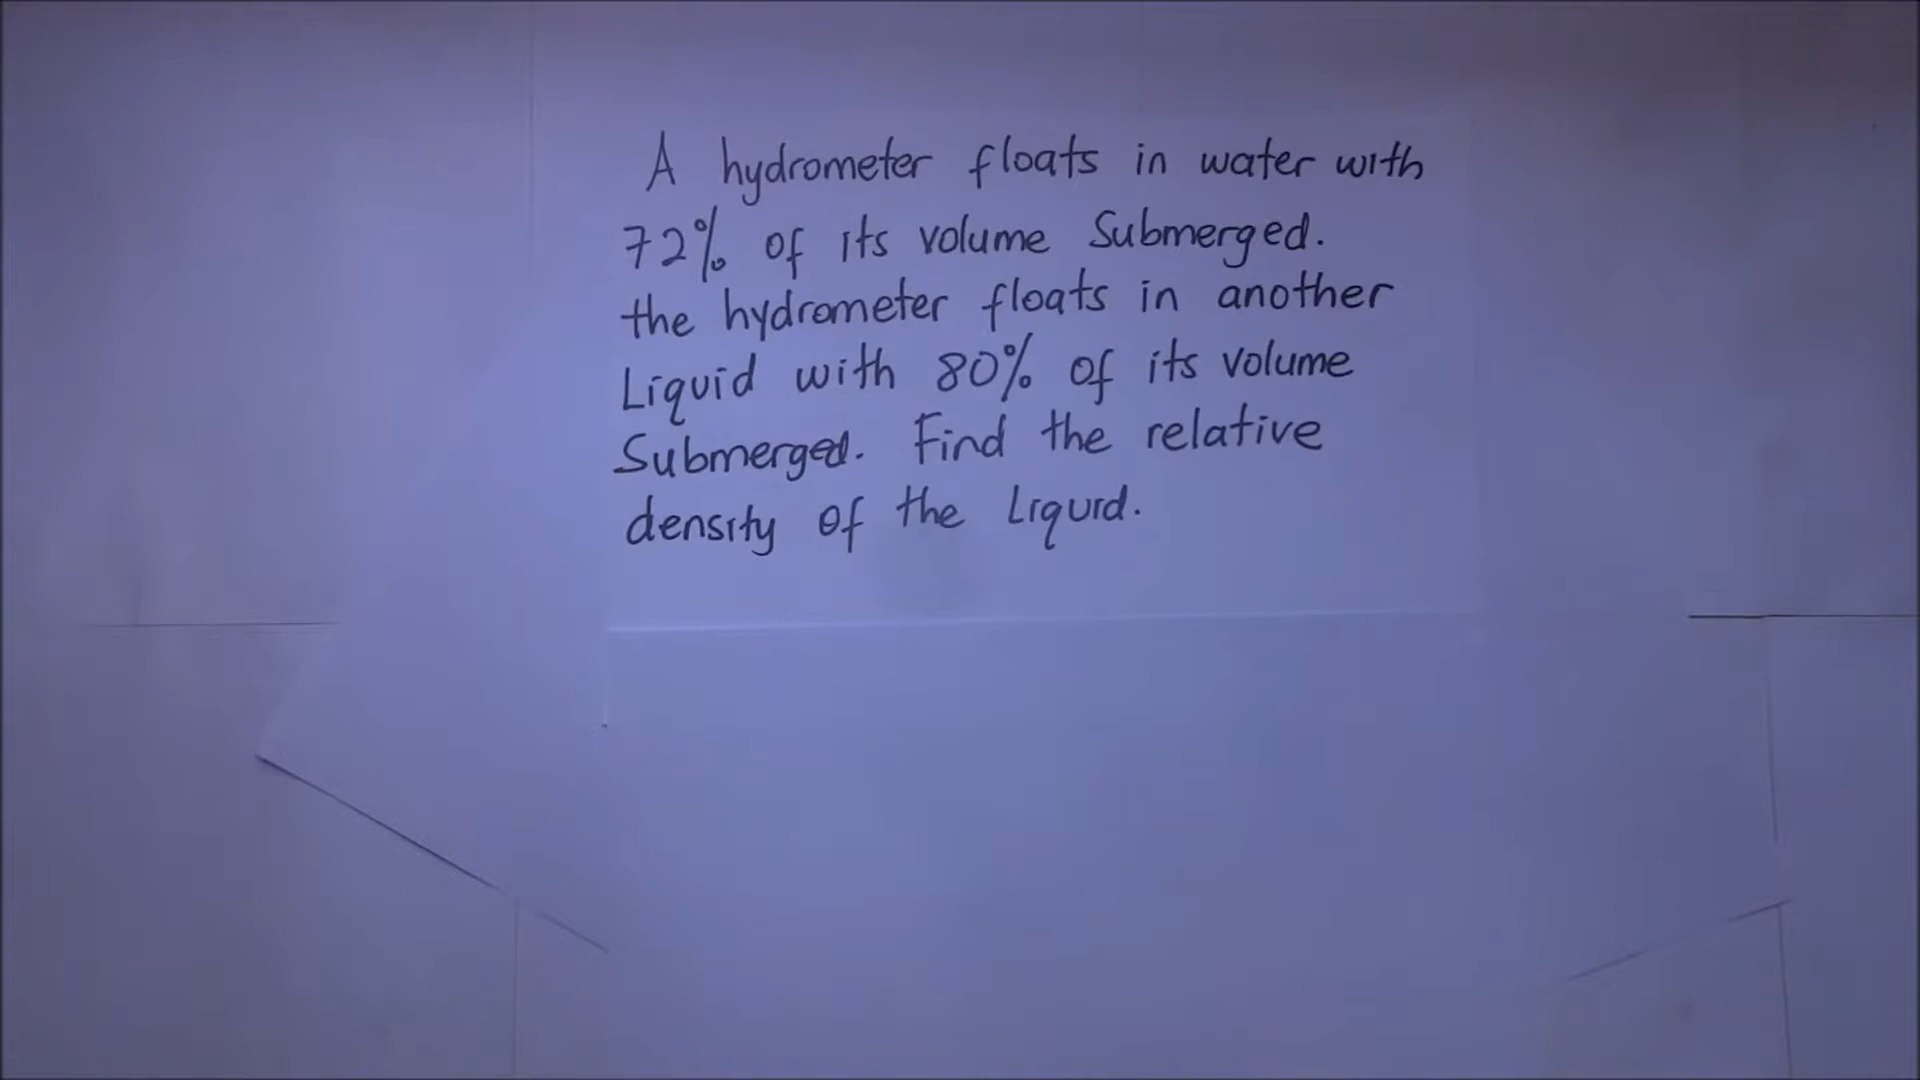 A hydrometer floats in water with
72% of its volume Submerged.
the hydrometer floats in another
Liquid with 80% of its volume
Submerged. Find the relative
density of the Liquid.